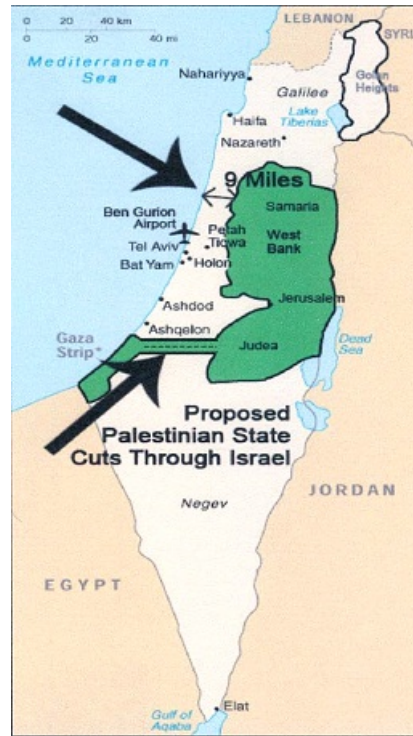 0 20 40 km
0 20 40 mi
LEBANON
SYRI
Mediterranean
Sea
Nahariyya
Galilee
Golan
Heights
Haifa
Lake
Tiberias
Nazareth
9 Miles
Samaria
Ben Gurion
Airport
Petah
Tiqwa
West
Bank
Tel Aviv
Bat Yam
Holon
Jerusalem
Ashdod
Ashqelon
Gaza
Strip*
Judea
Dead
Sea
Proposed
Palestinian State
Cuts Through Israel
Negev
JORDAN
EGYPT
Elat
Gulf of
Aqaba